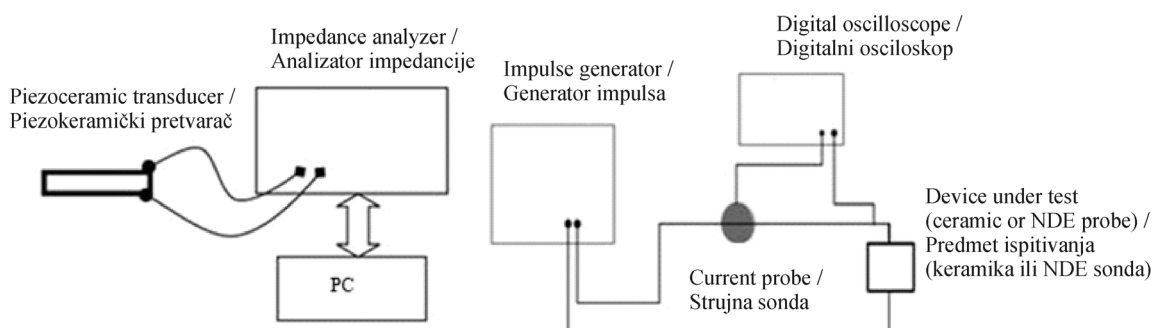 Piezoceramic transducer /
Piezokeramički pretvarač
Impedance analyzer /
Analizator impedancije
PC
Impulse generator /
Generator impulsa
Digital oscilloscope /
Digitalni osciloskop
Current probe /
Strujna sonda
Device under test
(ceramic or NDE probe) /
Predmet ispitivanja
(keramika ili NDE sonda)